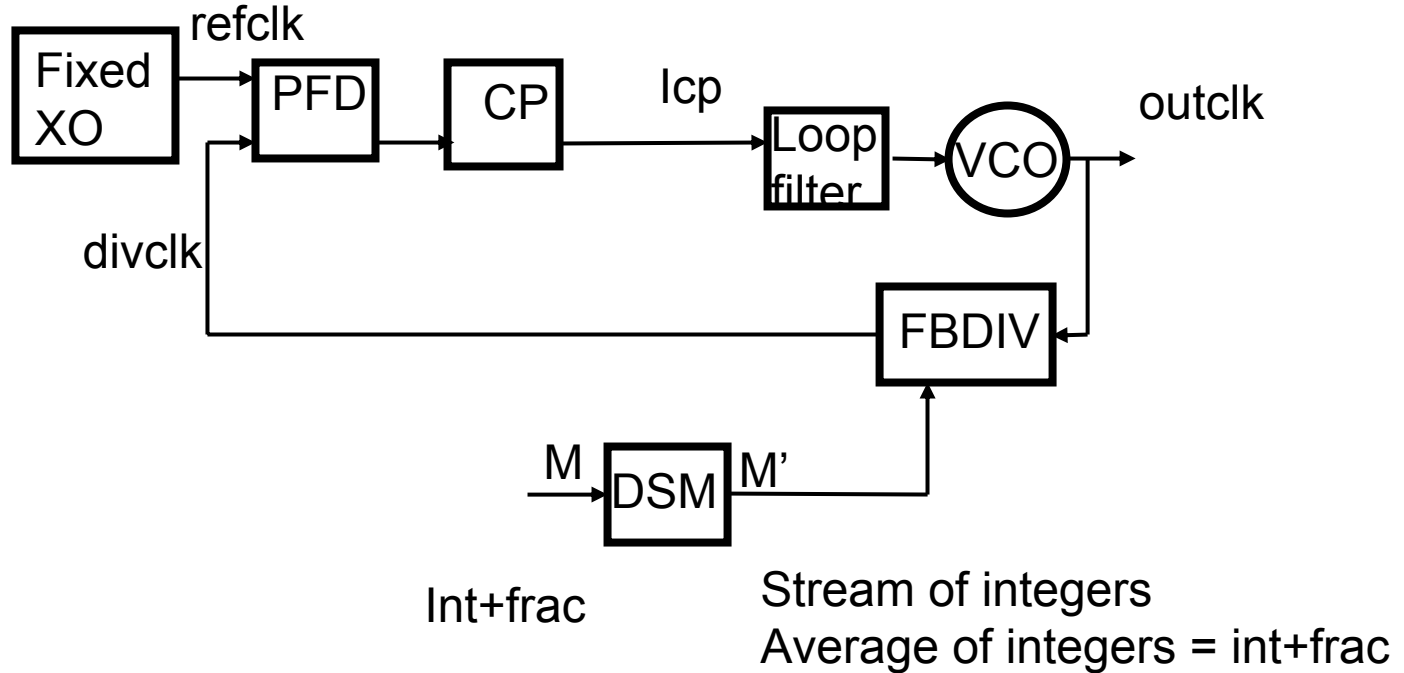 refclk
Fixed
XO
PFD
CP
Icp
Loop
filter
VCO
outclk
divclk
FBDIV
M
DSM
M’
Int+frac
Stream of integers
Average of integers = int+frac